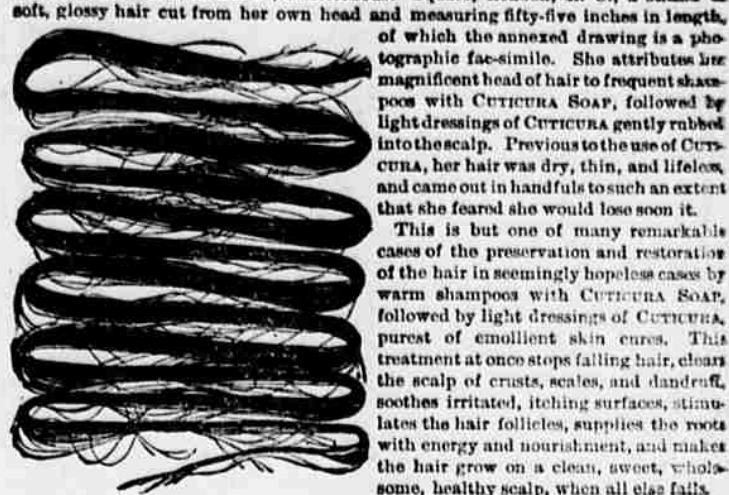 soft, glossy hair cut from her own head and measuring fifty-five inches in length,
of which the annexed drawing is a pho-
tographic fac-simile. She attributes her
magnificent head of hair to frequent sham-
poos with CUTICURA SOAP, followed by
light dressings of CUTICURA gently rubbed
into the scalp. Previous to the use of CUTI-
CURA, her hair was dry, thin, and lifeless,
and came out in handfuls to such an extent
that she feared she would lose soon it.
This is but one of many remarkable
cases of the preservation and restoration
of the hair in seemingly hopeless cases by
warm shampoos with CUTICURA SOAP,
followed by light dressings of CUTICURA,
purest of emollient skin cures. This
treatment at once stops falling hair, clears
the scalp of crusts, scales, and dandruff,
soothes irritated, itching surfaces, stimu-
lates the hair follicles, supplies the roots
with energy and nourishment, and makes
the hair grow on a clean, sweet, whole-
some, healthy scalp, when all else fails.